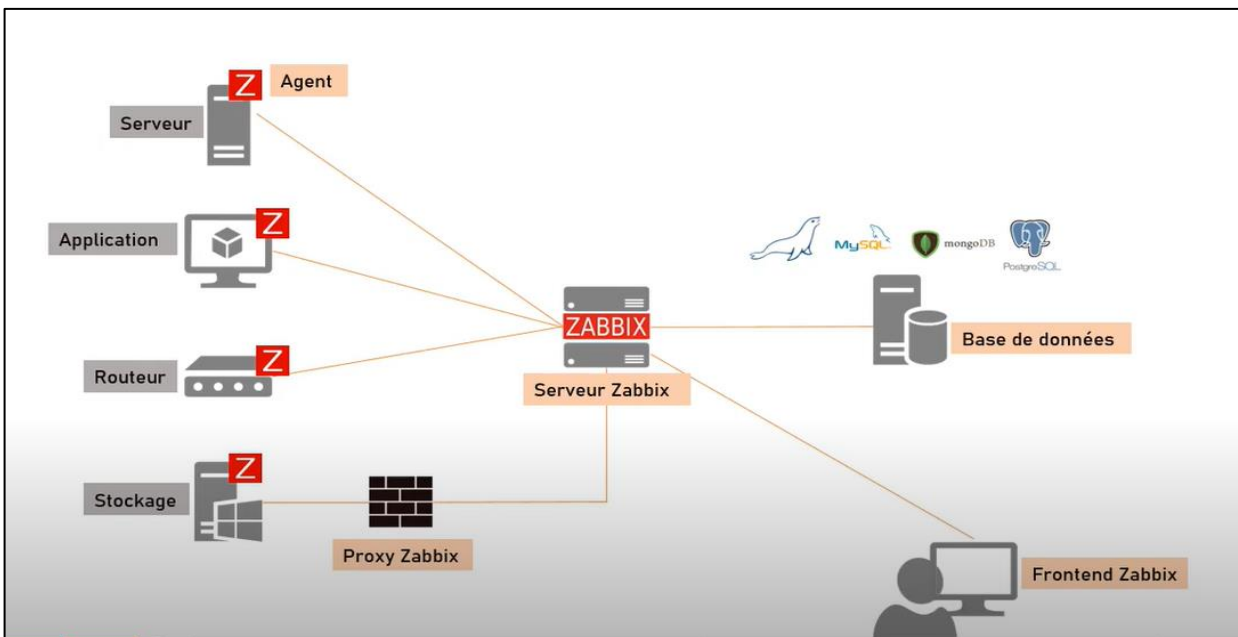 Z
Agent
Serveur
Z
Application
MySQL
mongoDB
PostgreSQL
ZABBIX
Base de données
Z
Routeur
Serveur Zabbix
Z
Stockage
Proxy Zabbix
Frontend Zabbix